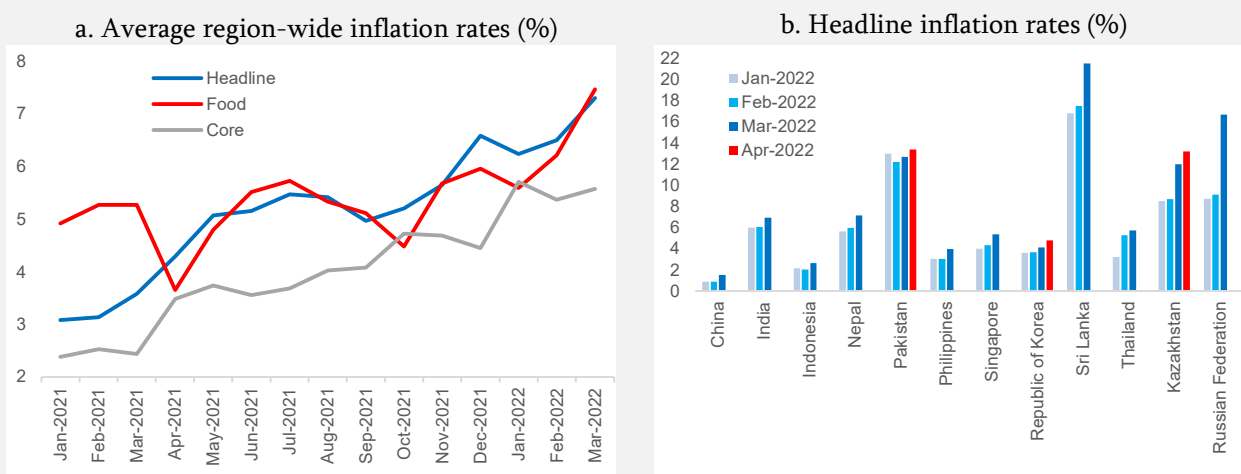 a. Average region-wide inflation rates (%)
8
7
6
5
4
3
2
Headline
Food
Core
Jan-2021
Feb-2021
Mar-2021
Apr-2021
May-2021
Jun-2021
Jul-2021
Aug-2021
Sep-2021
Oct-2021
Nov-2021
Dec-2021
Jan-2022
Feb-2022
Mar-2022
b. Headline inflation rates (%)
22
20
18
16
14
12
10
8
6
4
2
0
Jan-2022
Feb-2022
Mar-2022
Apr-2022
China
India
Indonesia
Nepal
Pakistan
Philippines
Singapore
Republic of Korea
Sri Lanka
Thailand
Kazakhstan
Russian Federation